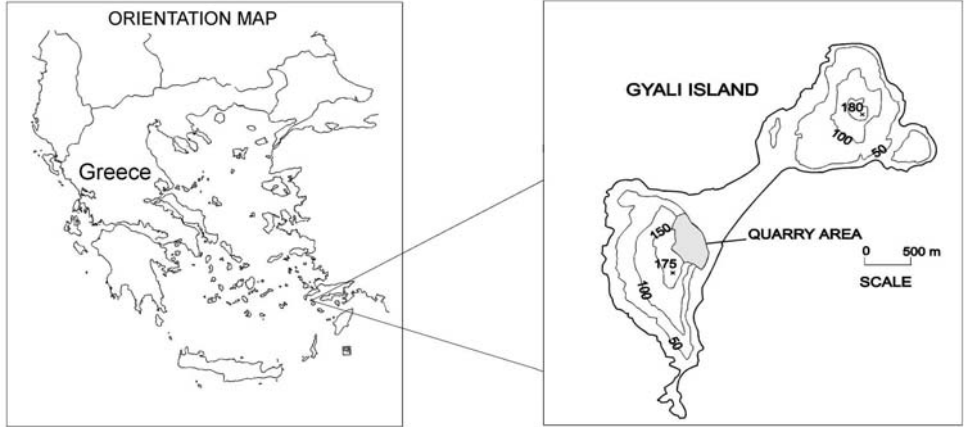 ORIENTATION MAP
Greece
GYALI ISLAND
180
100
50
150
QUARRY AREA
175
0 500 m
SCALE
100
50